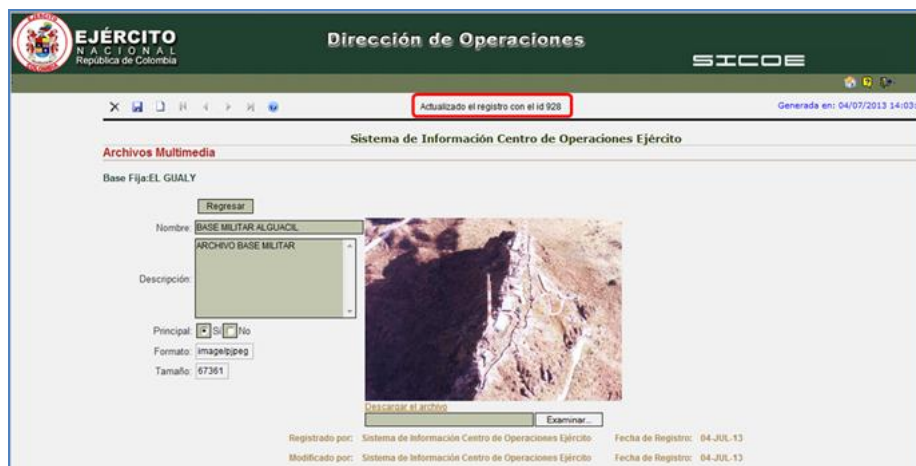 EJÉRCITO
NACIONAL
República de Colombia
Dirección de Operaciones
SICOE
Actualizado el registro con el id 928
Generada en: 04/07/2013 14:03:
Sistema de Información Centro de Operaciones Ejército
Archivos Multimedia
Base Fija:EL GUALY
Regresar
Nombre: BASE MILITAR ALGUACIL
Descripción: ARCHIVO BASE MILITAR
Principal: Si No
Formato: image/pjpeg
Tamaño: 67361
Descargar el archivo
Examinar...
Registrado por: Sistema de Información Centro de Operaciones Ejército Fecha de Registro: 04-JUL-13
Modificado por: Sistema de Información Centro de Operaciones Ejército Fecha de Registro: 04-JUL-13